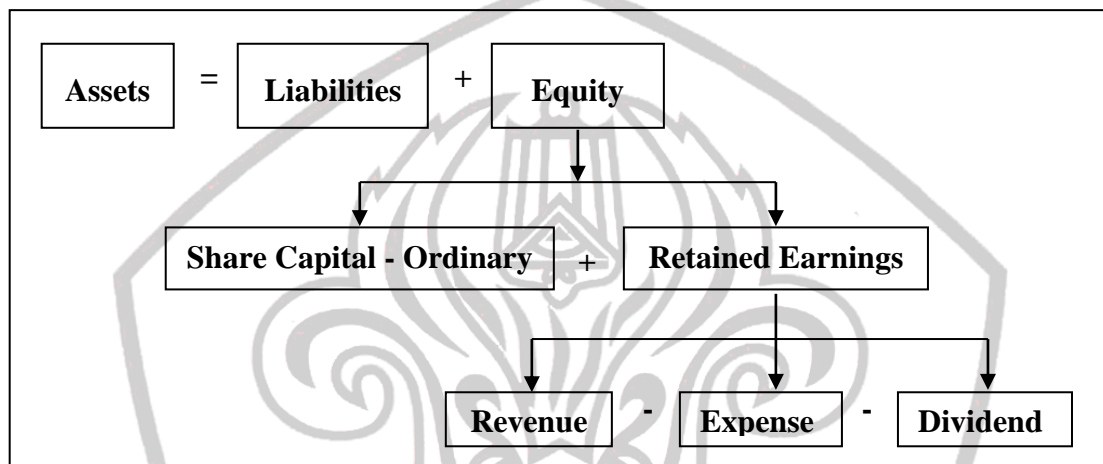 Assets = Liabilities + Equity
Share Capital - Ordinary + Retained Earnings
Revenue - Expense - Dividend